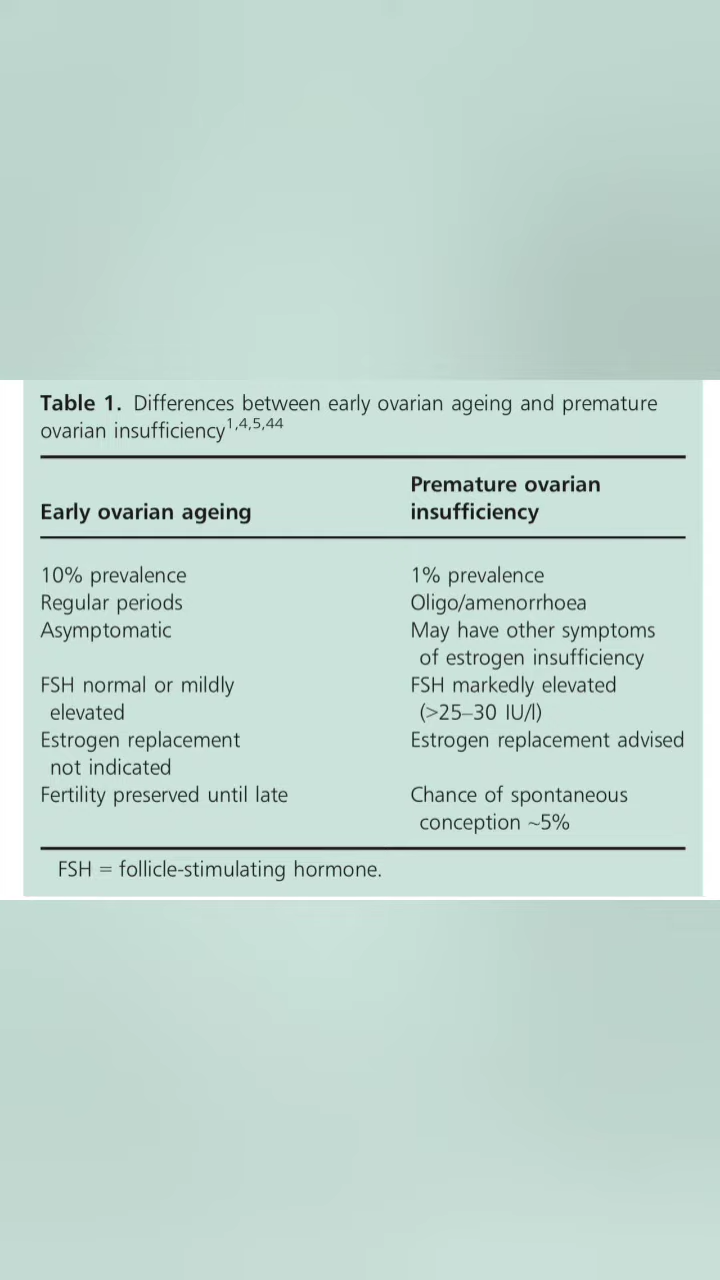 Table 1. Differences between early ovarian ageing and premature
ovarian insufficiency1,4,5,44
Early ovarian ageing
Premature ovarian
insufficiency
10% prevalence
1% prevalence
Regular periods
Oligo/amenorrhoea
Asymptomatic
May have other symptoms
of estrogen insufficiency
FSH normal or mildly
elevated
FSH markedly elevated
(>25–30 IU/l)
Estrogen replacement
not indicated
Estrogen replacement advised
Fertility preserved until late
Chance of spontaneous
conception ~5%
FSH = follicle-stimulating hormone.